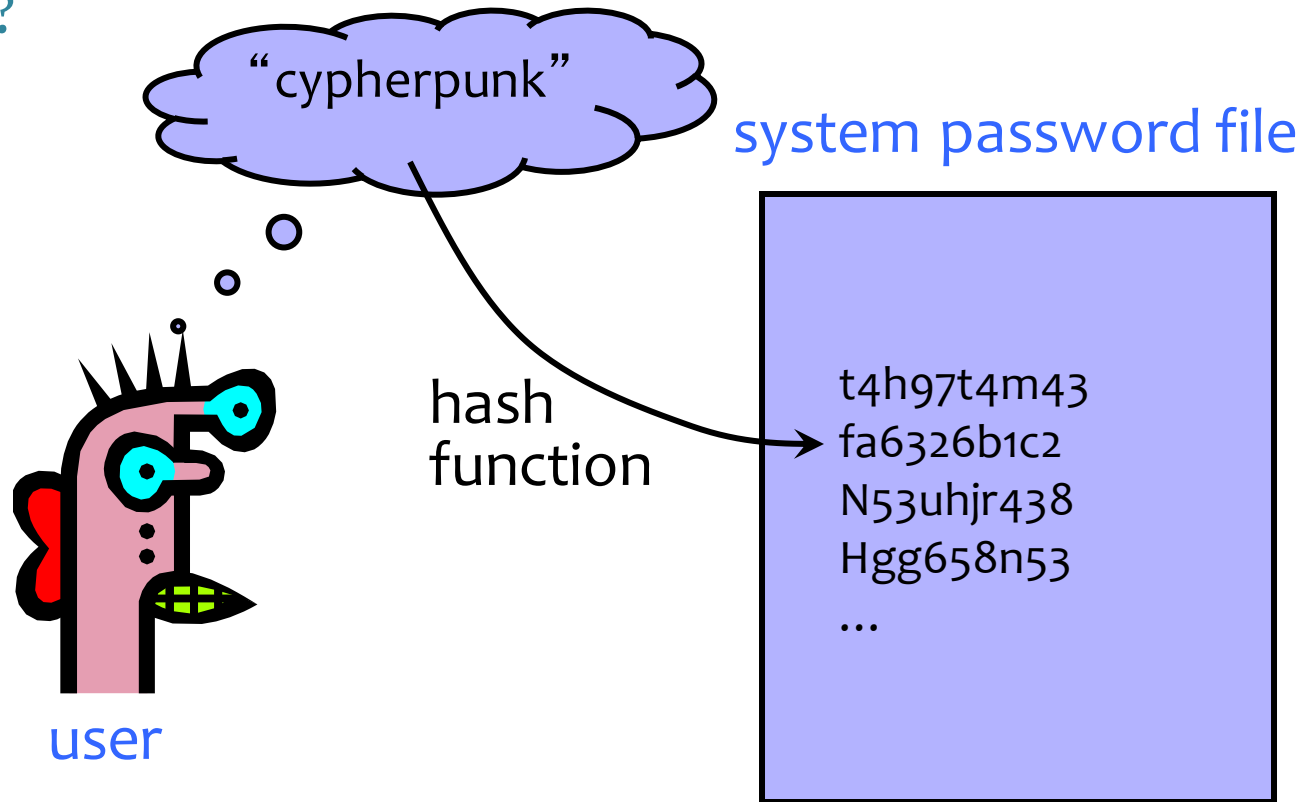 ?
“cypherpunk”
system password file
hash
function
t4h97t4m43
fa6326b1c2
N53uhjr438
Hgg658n53
...
user